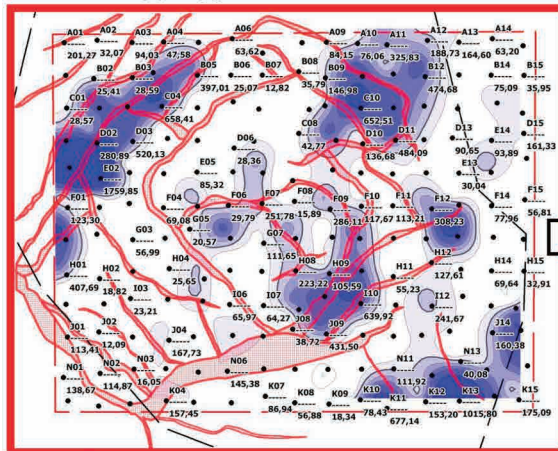 A01
201,27
A02
32,07
A03
94,03
A04
47,58
A06
63,62
A09
84,15
A10
76,06
A11
325,83
A12
188,73
A13
164,60
A14
63,20
B02
25,41
B03
28,59
B05
397,01
B06
25,07
B07
12,82
B08
35,79
B09
146,98
B12
474,68
B14
75,09
B15
35,95
C01
28,57
C04
658,41
C08
42,77
C10
652,51
D02
280,89
D03
520,13
D06
28,36
D10
136,68
D11
484,09
D13
90,65
E14
93,89
D15
161,33
E02
1759,85
E05
85,32
E13
30,04
F01
123,30
F04
69,08
F06
29,79
F07
251,78
F08
15,89
F09
286,11
F10
117,67
F11
113,21
F12
308,23
F14
77,96
F15
56,81
G03
56,99
G05
20,57
G07
111,65
H01
407,69
H02
18,82
H04
25,65
H08
223,22
H09
105,59
H11
55,23
H12
127,61
H14
69,64
H15
32,91
I03
23,21
I06
65,97
I07
64,27
I10
639,92
I12
241,67
J01
113,41
J02
12,09
J04
167,73
J08
38,72
J09
431,50
J14
160,38
N01
138,67
N02
114,87
N03
16,05
N06
145,38
N11
111,92
N13
40,08
K04
157,45
K07
86,94
K08
56,88
K09
18,34
K10
78,43
K11
677,14
K12
153,20
K13
1015,80
K15
175,09